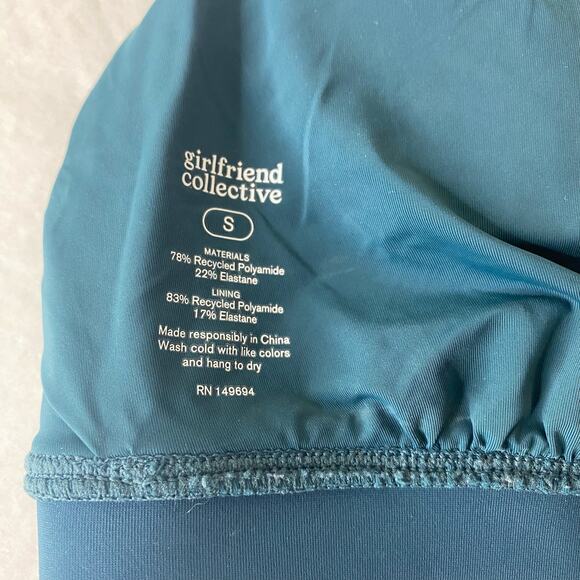 girlfriend
collective
S
MATERIALS
78% Recycled Polyamide
22% Elastane
LINING
83% Recycled Polyamide
17% Elastane
Made responsibly in China
Wash cold with like colors
and hang to dry
RN 149694